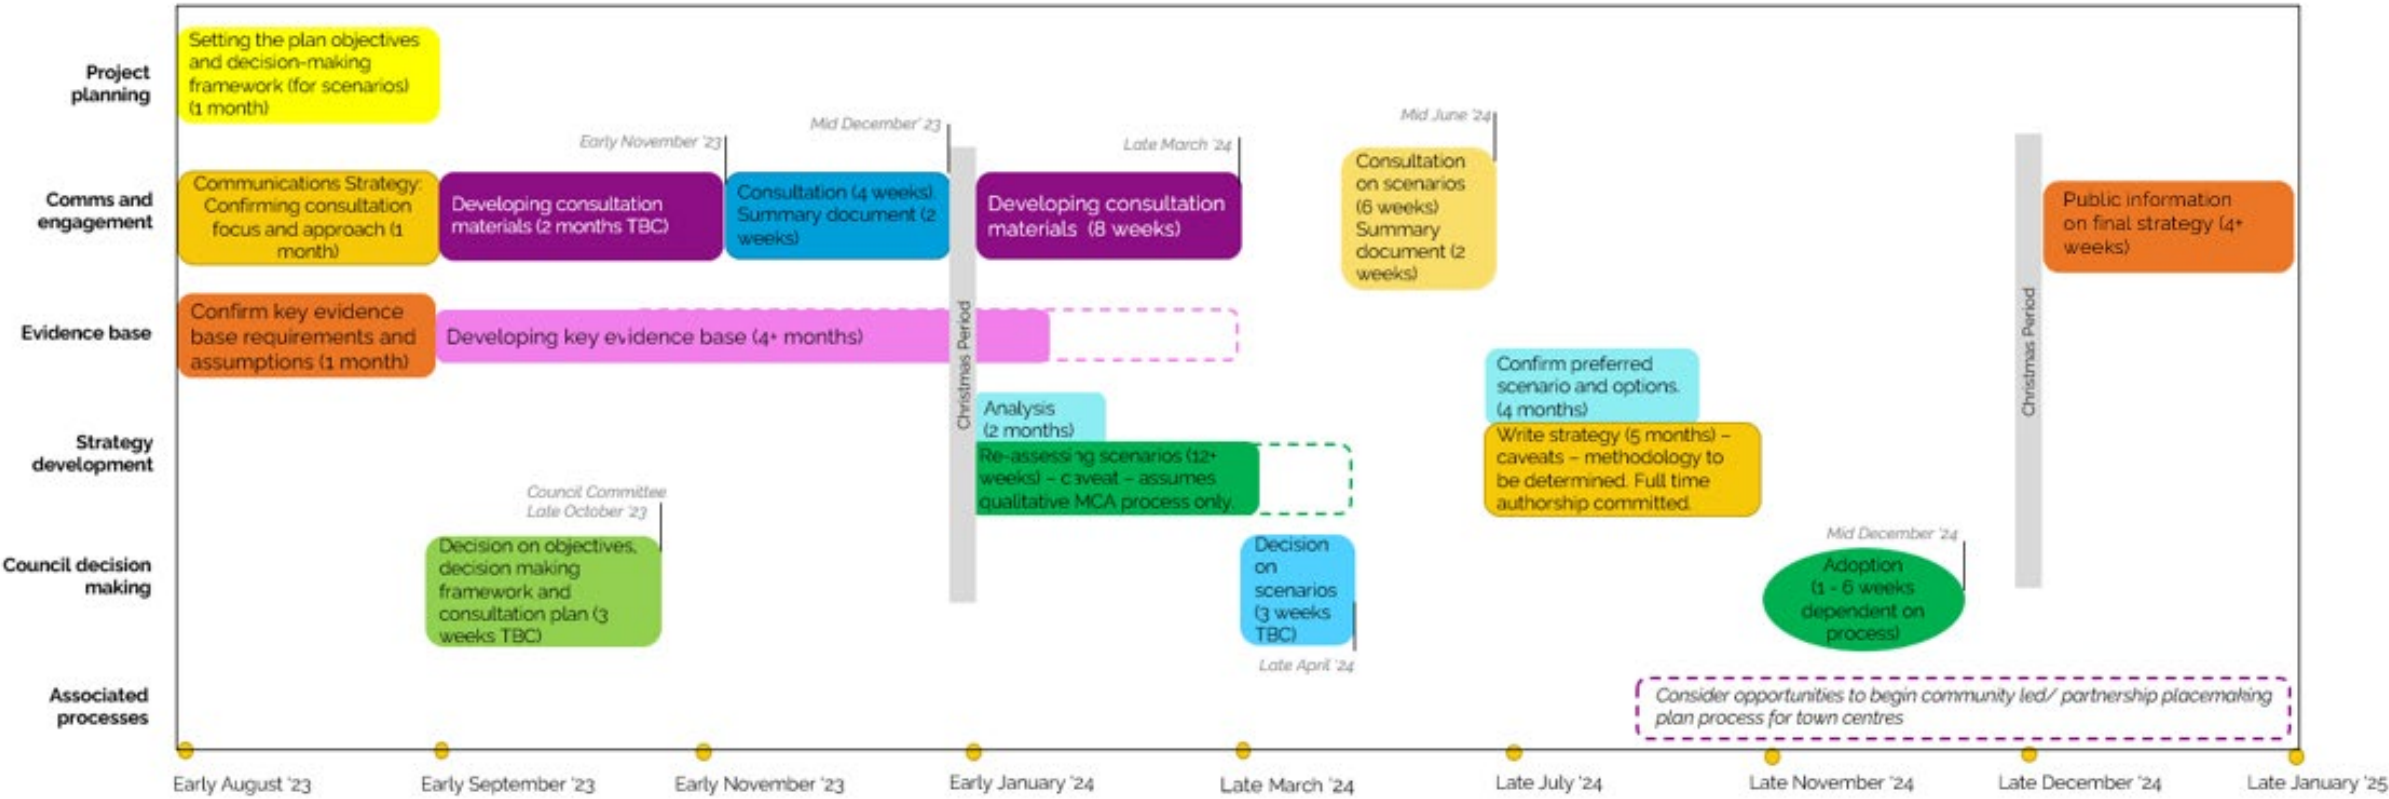 Project
planning
Setting the plan objectives
and decision-making
framework (for scenarios)
(1 month)
Comms and
engagement
Communications Strategy:
Confirming consultation
focus and approach (1
month)
Early November '23
Developing consultation
materials (2 months TBC)
Mid December' 23
Consultation (4 weeks)
Summary document (2
weeks)
Late March '24
Developing consultation
materials (8 weeks)
Mid June '24
Consultation
on scenarios
(6 weeks)
Summary
document (2
weeks)
Public information
on final strategy (4+
weeks)
Evidence base
Confirm key evidence
base requirements and
assumptions (1 month)
Developing key evidence base (4+ months)
Christmas Period
Christmas Period
Strategy
development
Analysis
(2 months)
Re-assessing scenarios (12+
weeks) – caveat – assumes
qualitative MCA process only.
Confirm preferred
scenario and options.
(4 months)
Write strategy (5 months) –
caveats – methodology to
be determined. Full time
authorship committed.
Council decision
making
Council Committee
Late October '23
Decision on objectives,
decision making
framework and
consultation plan (3
weeks TBC)
Decision
on
scenarios
(3 weeks
TBC)
Late April '24
Mid December '24
Adoption
(1 - 6 weeks
dependent on
process)
Associated
processes
Consider opportunities to begin community led/ partnership placemaking
plan process for town centres
Early August '23
Early September '23
Early November '23
Early January '24
Late March '24
Late July '24
Late November '24
Late December '24
Late January '25